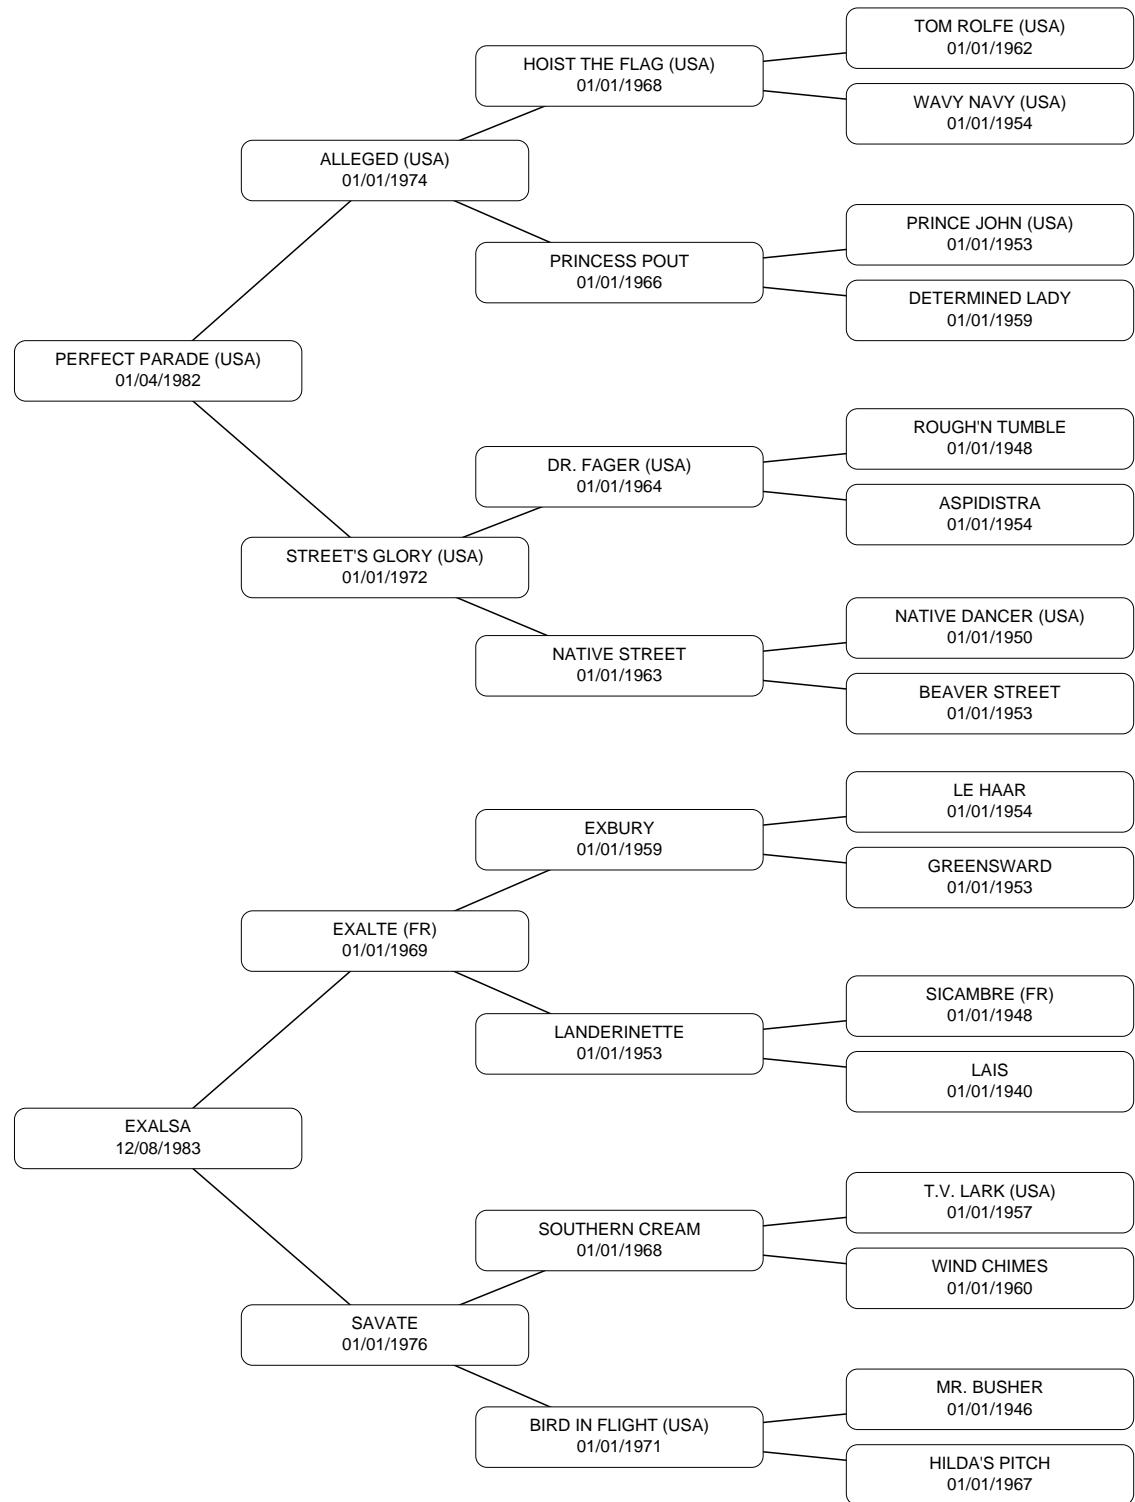 TOM ROLFE (USA)
01/01/1962
HOIST THE FLAG (USA)
01/01/1968
WAVY NAVY (USA)
01/01/1954
ALLEGED (USA)
01/01/1974
PRINCE JOHN (USA)
01/01/1953
PRINCESS POUT
01/01/1966
DETERMINED LADY
01/01/1959
PERFECT PARADE (USA)
01/04/1982
ROUGH'N TUMBLE
01/01/1948
DR. FAGER (USA)
01/01/1964
ASPIDISTRA
01/01/1954
STREET'S GLORY (USA)
01/01/1972
NATIVE DANCER (USA)
01/01/1950
NATIVE STREET
01/01/1963
BEAVER STREET
01/01/1953
LE HAAR
01/01/1954
EXBURY
01/01/1959
GREENSWARD
01/01/1953
EXALTE (FR)
01/01/1969
SICAMBRE (FR)
01/01/1948
LANDERINETTE
01/01/1953
LAIS
01/01/1940
EXALSA
12/08/1983
T.V. LARK (USA)
01/01/1957
SOUTHERN CREAM
01/01/1968
WIND CHIMES
01/01/1960
SAVATE
01/01/1976
MR. BUSHER
01/01/1946
BIRD IN FLIGHT (USA)
01/01/1971
HILDA'S PITCH
01/01/1967